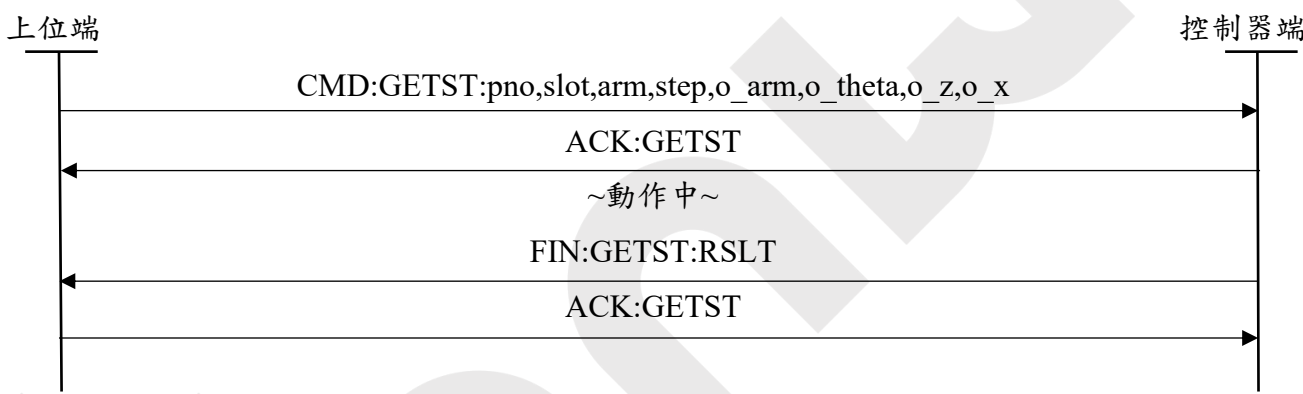 上位端
控制器端
CMD:GETST:pno,slot,arm,step,o_arm,o_theta,o_z,o_x
ACK:GETST
~動作中~
FIN:GETST:RSLT
ACK:GETST